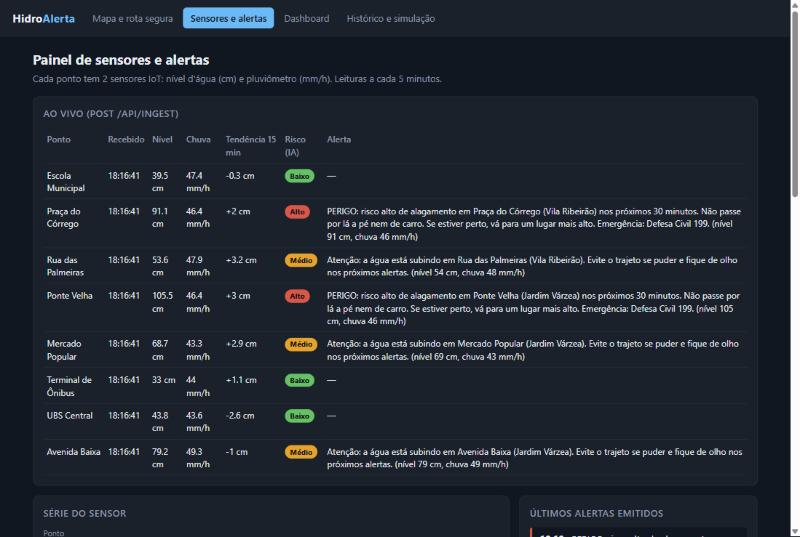 HidroAlerta Mapa e rota segura Sensores e alertas Dashboard Histórico e simulação
Painel de sensores e alertas
Cada ponto tem 2 sensores IoT: nível d'água (cm) e pluviômetro (mm/h). Leituras a cada 5 minutos.
AO VIVO (POST /API/INGEST)
Ponto Recebido Nível Chuva Tendência 15 min Risco (IA) Alerta
Escola Municipal 18:16:41 39.5 cm 47.4 mm/h -0.3 cm Baixo —
Praça do Córrego 18:16:41 91.1 cm 46.4 mm/h +2 cm Alto PERIGO: risco alto de alagamento em Praça do Córrego (Vila Ribeirão) nos próximos 30 minutos. Não passe
por lá a pé nem de carro. Se estiver perto, vá para um lugar mais alto. Emergência: Defesa Civil 199. (nível
91 cm, chuva 46 mm/h)
Rua das Palmeiras 18:16:41 53.6 cm 47.9 mm/h +3.2 cm Médio Atenção: a água está subindo em Rua das Palmeiras (Vila Ribeirão). Evite o trajeto se puder e fique de olho
nos próximos alertas. (nível 54 cm, chuva 48 mm/h)
Ponte Velha 18:16:41 105.5 cm 46.4 mm/h +3 cm Alto PERIGO: risco alto de alagamento em Ponte Velha (Jardim Várzea) nos próximos 30 minutos. Não passe por
lá a pé nem de carro. Se estiver perto, vá para um lugar mais alto. Emergência: Defesa Civil 199. (nível 105
cm, chuva 46 mm/h)
Mercado Popular 18:16:41 68.7 cm 43.3 mm/h +2.9 cm Médio Atenção: a água está subindo em Mercado Popular (Jardim Várzea). Evite o trajeto se puder e fique de olho
nos próximos alertas. (nível 69 cm, chuva 43 mm/h)
Terminal de Ônibus 18:16:41 33 cm 44 mm/h +1.1 cm Baixo —
UBS Central 18:16:41 43.8 cm 43.6 mm/h -2.6 cm Baixo —
Avenida Baixa 18:16:41 79.2 cm 49.3 mm/h -1 cm Médio Atenção: a água está subindo em Avenida Baixa (Jardim Várzea). Evite o trajeto se puder e fique de olho nos
próximos alertas. (nível 79 cm, chuva 49 mm/h)
SÉRIE DO SENSOR
Ponto
ÚLTIMOS ALERTAS EMITIDOS